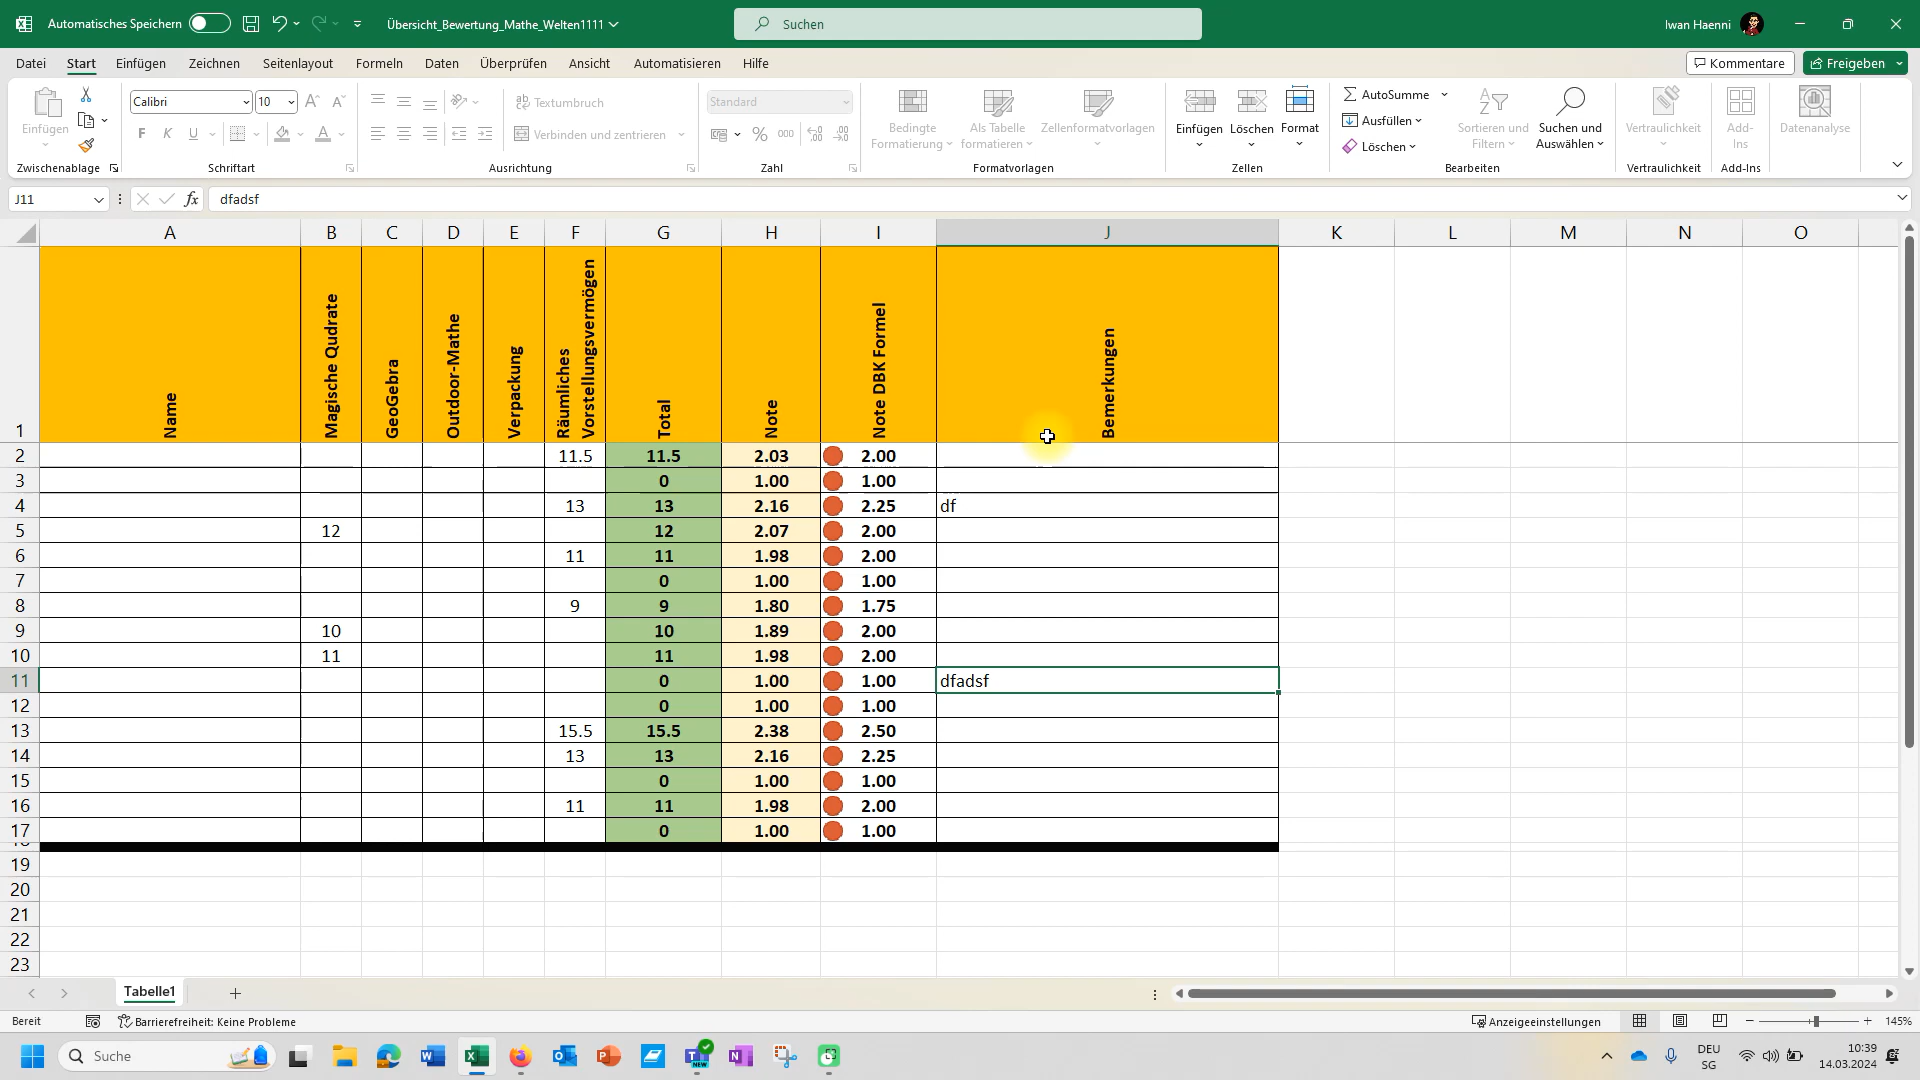 Automatisches Speichern
Übersicht_Bewertung_Mathe_Welten1111
Suchen
Iwan Haenni
Datei Start Einfügen Zeichnen Seitenlayout Formeln Daten Überprüfen Ansicht Automatisieren Hilfe
Kommentare Freigeben
Einfügen
Zwischenablage
Calibri 10
F K U
Schriftart
Textumbruch
Verbinden und zentrieren
Ausrichtung
Standard
% 000
Zahl
Bedingte Formatierung
Als Tabelle formatieren
Zellenformatvorlagen
Formatvorlagen
Einfügen Löschen Format
Zellen
AutoSumme
Ausfüllen
Löschen
Sortieren und Filtern
Suchen und Auswählen
Bearbeiten
Vertraulichkeit
Vertraulichkeit
Add-Ins
Add-Ins
Datenanalyse
J11 fx dfadsf
A B C D E F G H I J K L M N O
1 Name Magische Qudrate GeoGebra Outdoor-Mathe Verpackung Räumliches Vorstellungsvermögen Total Note Note DBK Formel Bemerkungen
2 11.5 11.5 2.03 2.00
3 0 1.00 1.00
4 13 13 2.16 2.25 df
5 12 12 2.07 2.00
6 11 11 1.98 2.00
7 0 1.00 1.00
8 9 9 1.80 1.75
9 10 10 1.89 2.00
10 11 11 1.98 2.00
11 0 1.00 1.00 dfadsf
12 0 1.00 1.00
13 15.5 15.5 2.38 2.50
14 13 13 2.16 2.25
15 0 1.00 1.00
16 11 11 1.98 2.00
17 0 1.00 1.00
19
20
21
22
23
Tabelle1
Bereit Barrierefreiheit: Keine Probleme Anzeigeeinstellungen 145%
Suche
DEU
SG
10:39
14.03.2024